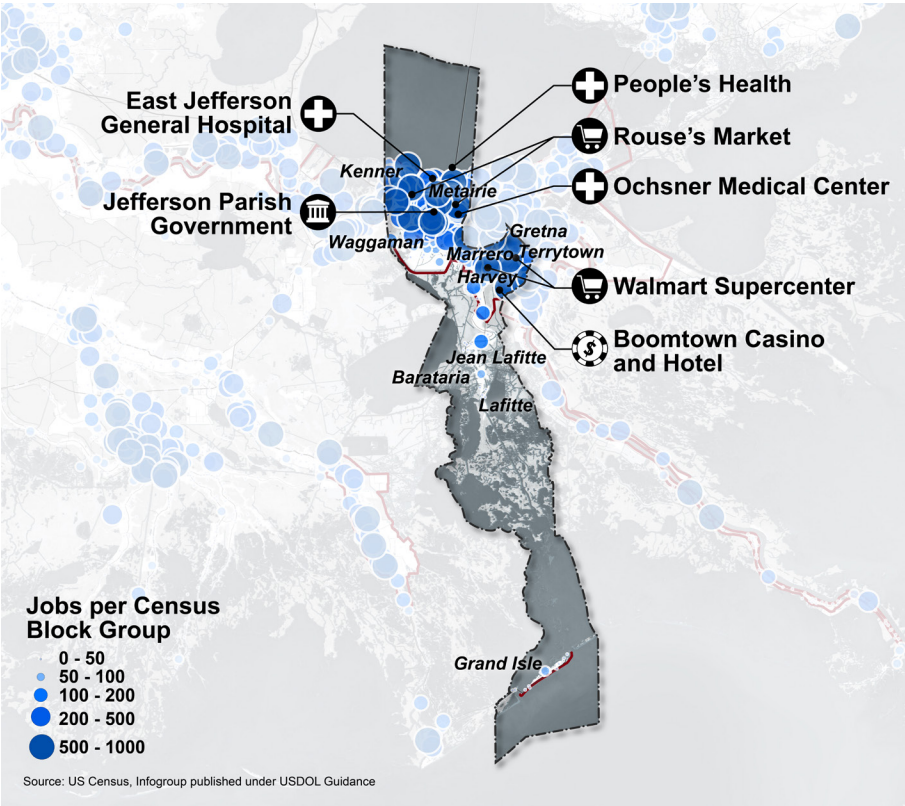 East Jefferson
General Hospital
Jefferson Parish
Government
People's Health
Rouse's Market
Ochsner Medical Center
Walmart Supercenter
Boomtown Casino
and Hotel
Kenner
Metairie
Waggaman
Gretna
Marrero
Terrytown
Harvey
Jean Lafitte
Barataria
Lafitte
Grand Isle
$
Jobs per Census
Block Group
0 - 50
50 - 100
100 - 200
200 - 500
500 - 1000
Source: US Census, Infogroup published under USDOL Guidance